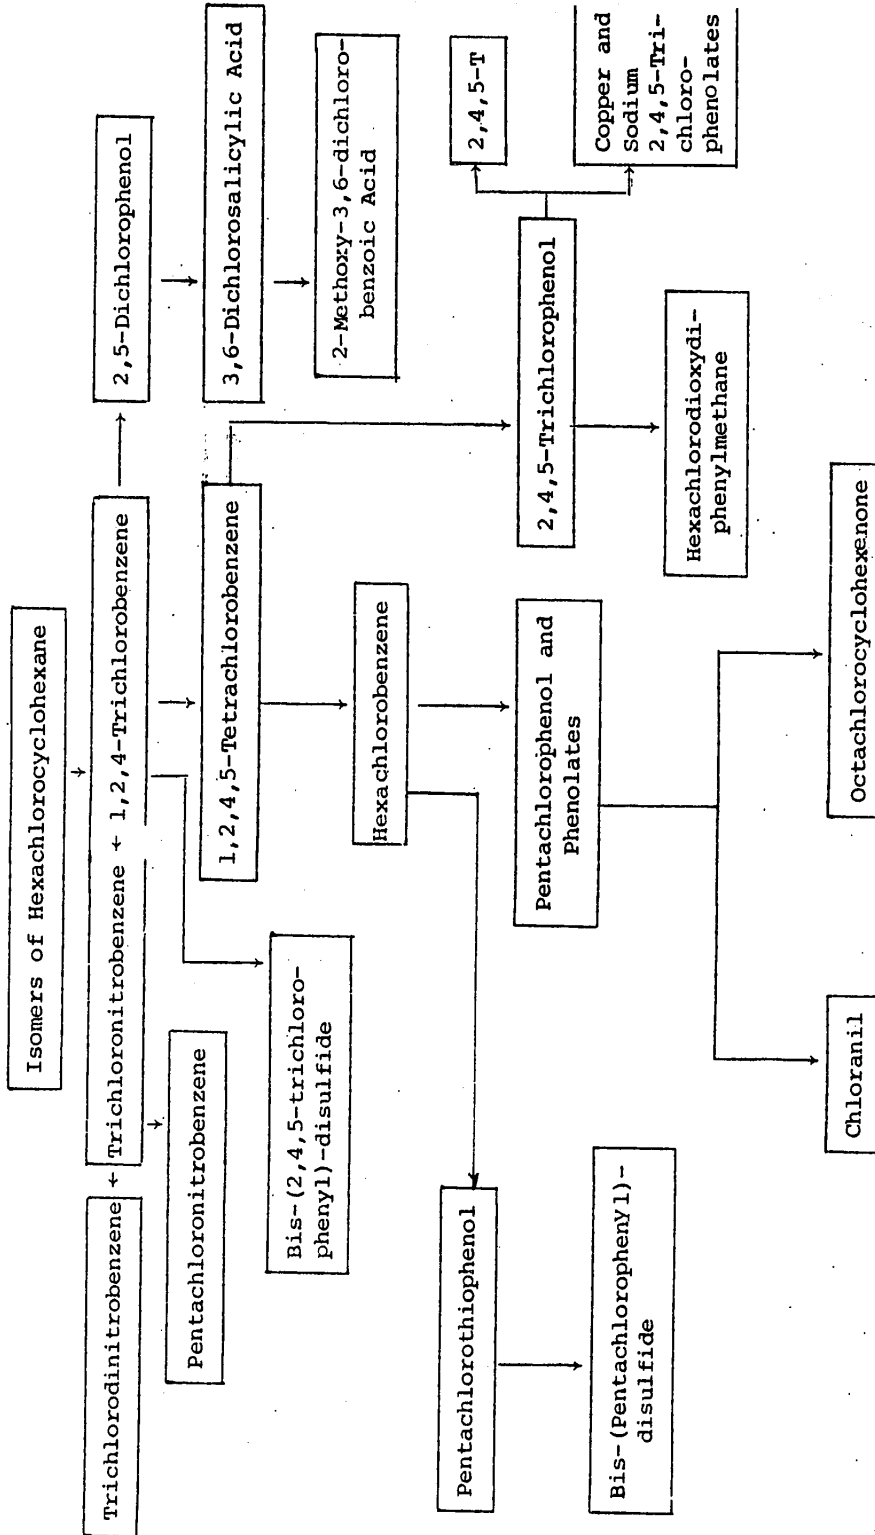 Isomers of Hexachlorocyclohexane
Trichlorodinitrobenzene ← Trichloronitrobenzene ← 1,2,4-Trichlorobenzene
2,5-Dichlorophenol
Pentachloronitrobenzene
1,2,4,5-Tetrachlorobenzene
3,6-Dichlorosalicylic Acid
Bis-(2,4,5-trichloro-
phenyl)-disulfide
2-Methoxy-3,6-dichloro-
benzoic Acid
Hexachlorobenzene
Pentachlorothiophenol
Pentachlorophenol and
Phenolates
2,4,5-Trichlorophenol
2,4,5-T
Copper and
Sodium
2,4,5-Tri-
chloro-
phenolates
Bis-(Pentachlorophenyl)-
disulfide
Hexachlorodioxydi-
phenylmethane
Chloranil
Octachlorocyclohexenone